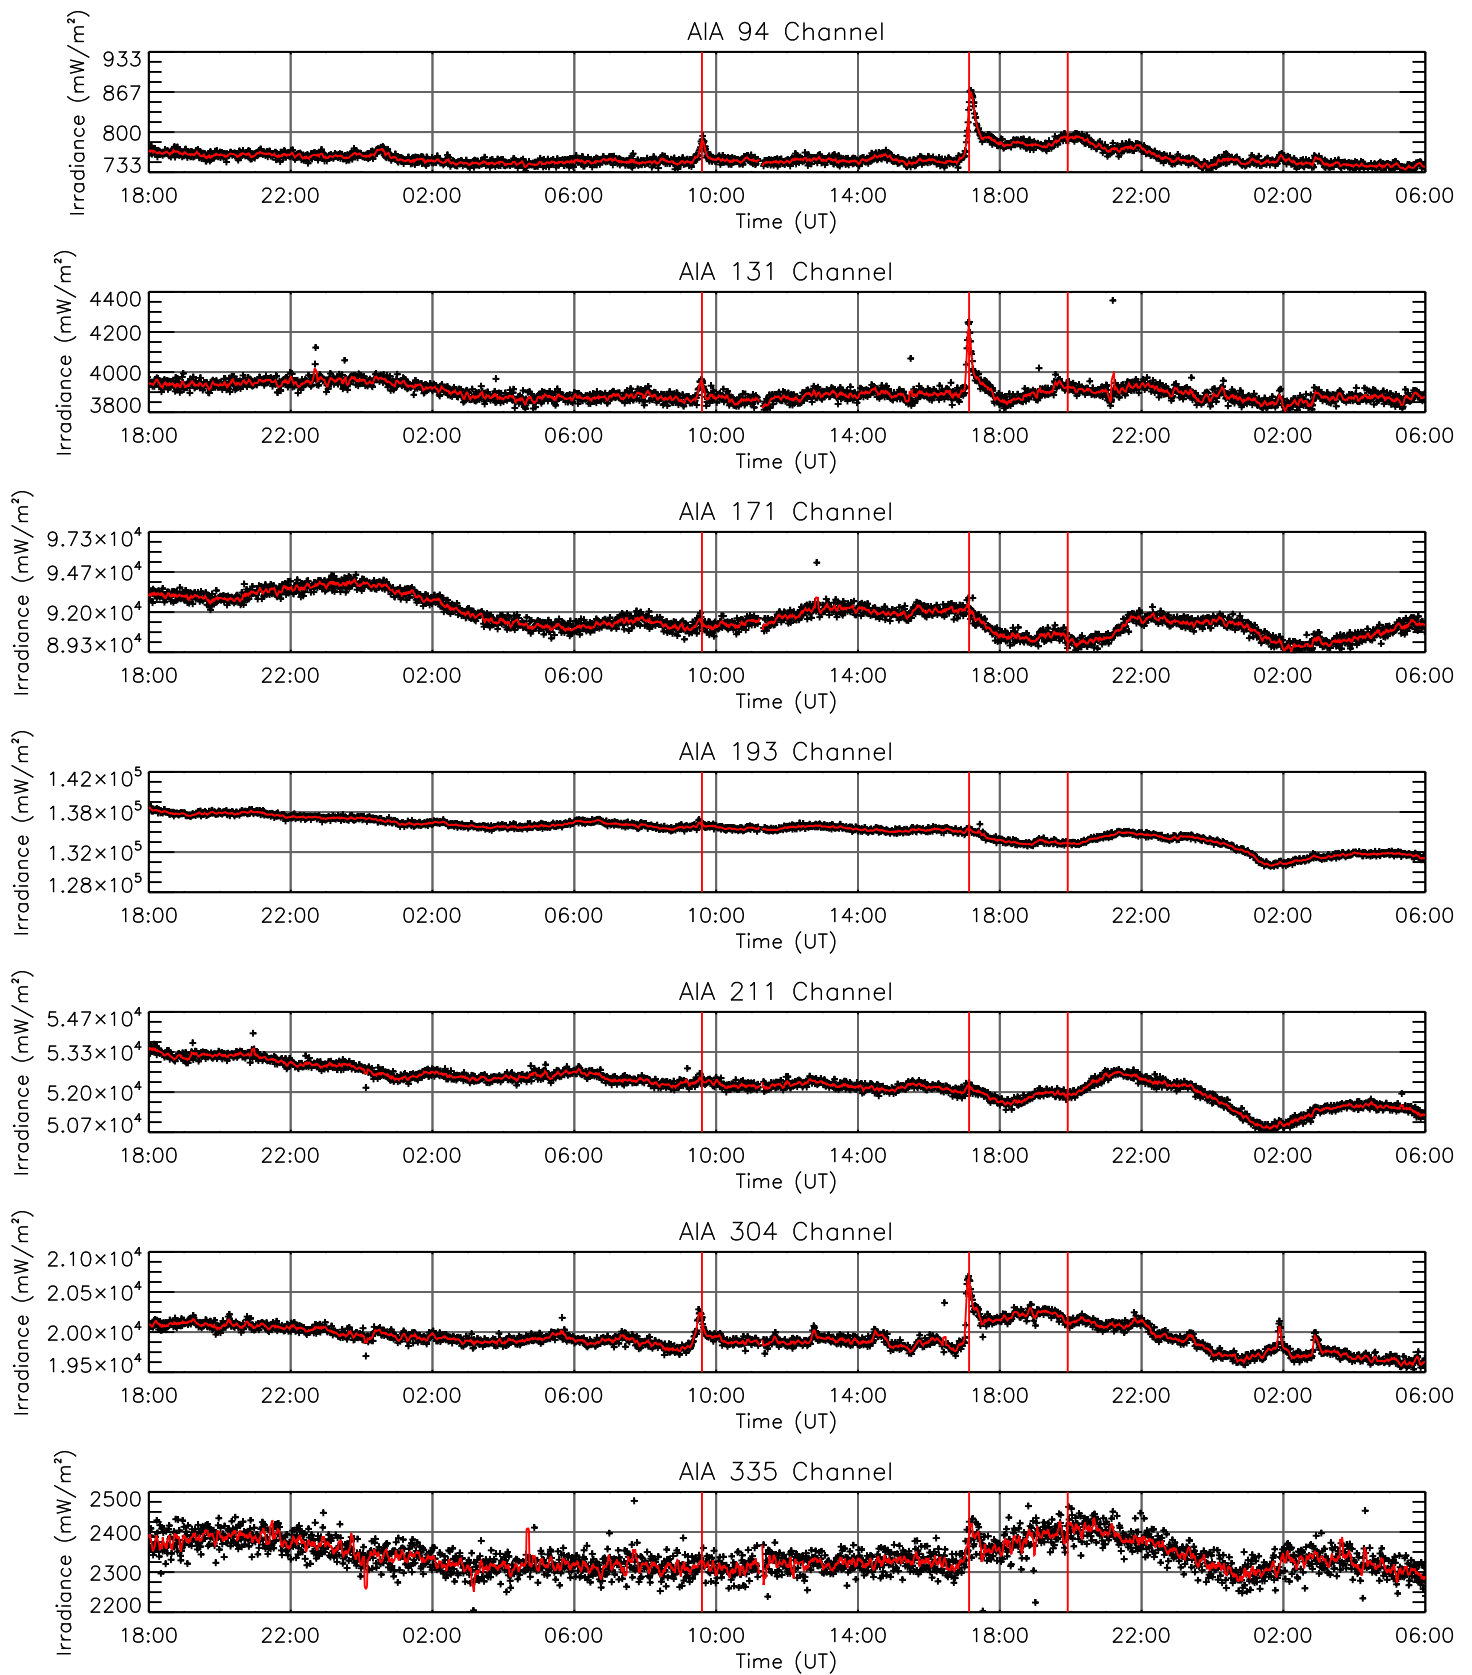 AIA 94 Channel
Irradiance (mW/m²)
933
867
800
733
18:00 22:00 02:00 06:00 10:00 14:00 18:00 22:00 02:00 06:00
Time (UT)
AIA 131 Channel
Irradiance (mW/m²)
4400
4200
4000
3800
18:00 22:00 02:00 06:00 10:00 14:00 18:00 22:00 02:00 06:00
Time (UT)
AIA 171 Channel
Irradiance (mW/m²)
9.73×10⁴
9.47×10⁴
9.20×10⁴
8.93×10⁴
18:00 22:00 02:00 06:00 10:00 14:00 18:00 22:00 02:00 06:00
Time (UT)
AIA 193 Channel
Irradiance (mW/m²)
1.42×10⁵
1.38×10⁵
1.32×10⁵
1.28×10⁵
18:00 22:00 02:00 06:00 10:00 14:00 18:00 22:00 02:00 06:00
Time (UT)
AIA 211 Channel
Irradiance (mW/m²)
5.47×10⁴
5.33×10⁴
5.20×10⁴
5.07×10⁴
18:00 22:00 02:00 06:00 10:00 14:00 18:00 22:00 02:00 06:00
Time (UT)
AIA 304 Channel
Irradiance (mW/m²)
2.10×10⁴
2.05×10⁴
2.00×10⁴
1.95×10⁴
18:00 22:00 02:00 06:00 10:00 14:00 18:00 22:00 02:00 06:00
Time (UT)
AIA 335 Channel
Irradiance (mW/m²)
2500
2400
2300
2200
18:00 22:00 02:00 06:00 10:00 14:00 18:00 22:00 02:00 06:00
Time (UT)